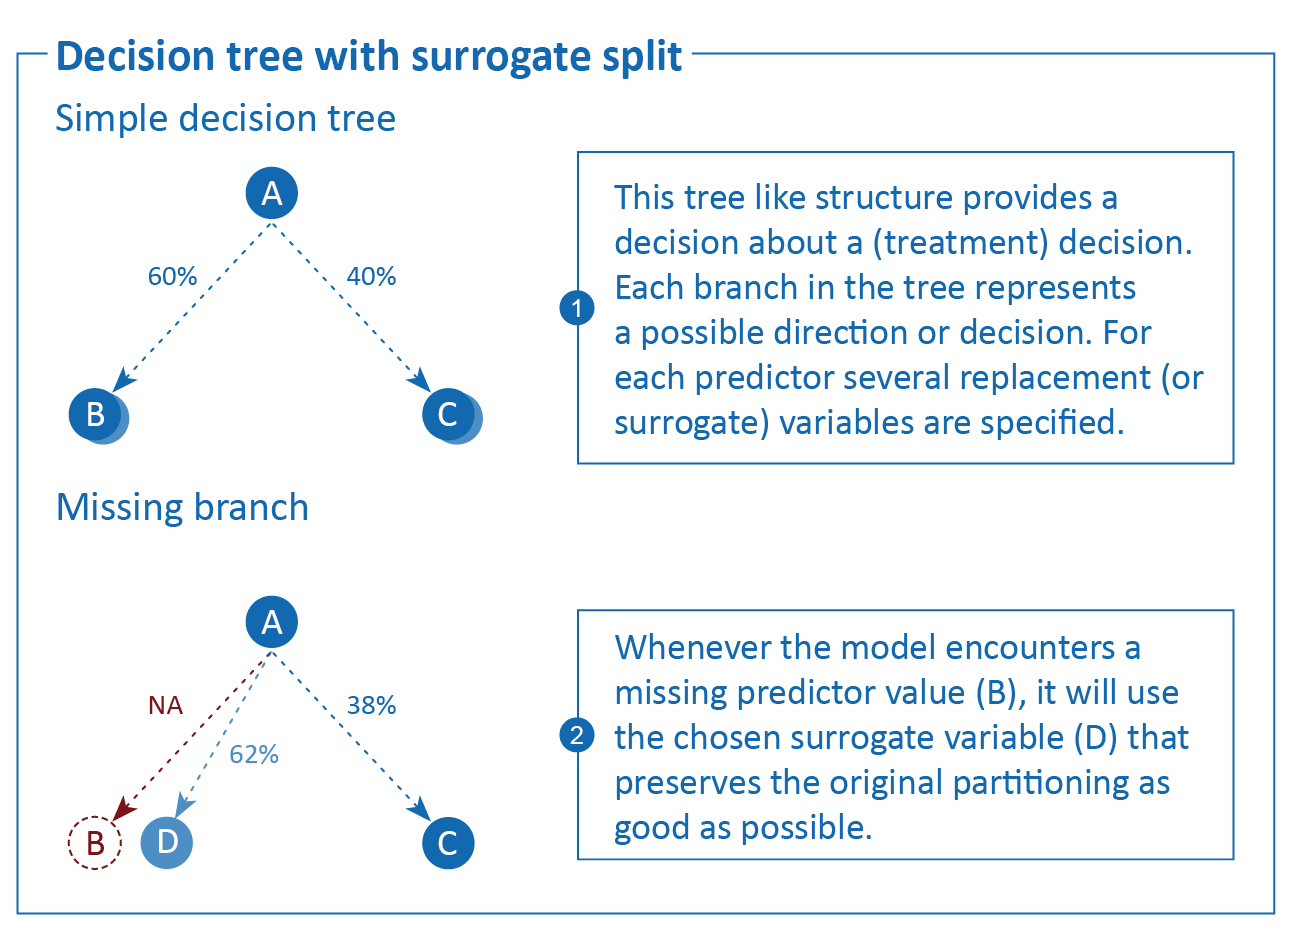 Decision tree with surrogate split
Simple decision tree
A
60%
40%
B
C
1
This tree like structure provides a
decision about a (treatment) decision.
Each branch in the tree represents
a possible direction or decision. For
each predictor several replacement (or
surrogate) variables are specified.
Missing branch
A
NA
38%
62%
B
D
C
2
Whenever the model encounters a
missing predictor value (B), it will use
the chosen surrogate variable (D) that
preserves the original partitioning as
good as possible.